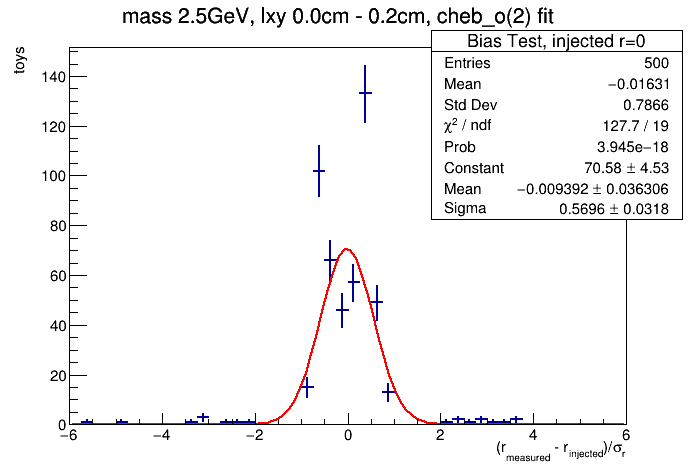 mass 2.5GeV, lxy 0.0cm - 0.2cm, cheb_o(2) fit
Bias Test, injected r=0
Entries 500
Mean −0.01631
Std Dev 0.7866
χ² / ndf 127.7 / 19
Prob 3.945e−18
Constant 70.58 ± 4.53
Mean −0.009392 ± 0.036306
Sigma 0.5696 ± 0.0318
toys
140
120
100
80
60
40
20
0
−6 −4 −2 0 2 4 6
(r_measured - r_injected)/σ_r